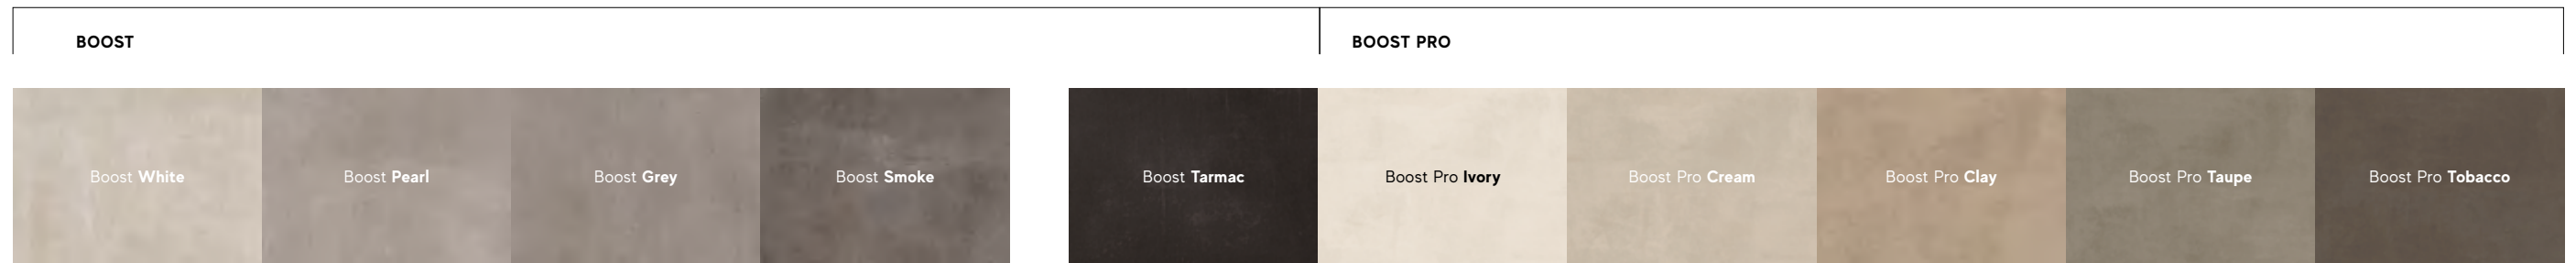 BOOST
BOOST PRO
Boost White
Boost Pearl
Boost Grey
Boost Smoke
Boost Tarmac
Boost Pro Ivory
Boost Pro Cream
Boost Pro Clay
Boost Pro Taupe
Boost Pro Tobacco